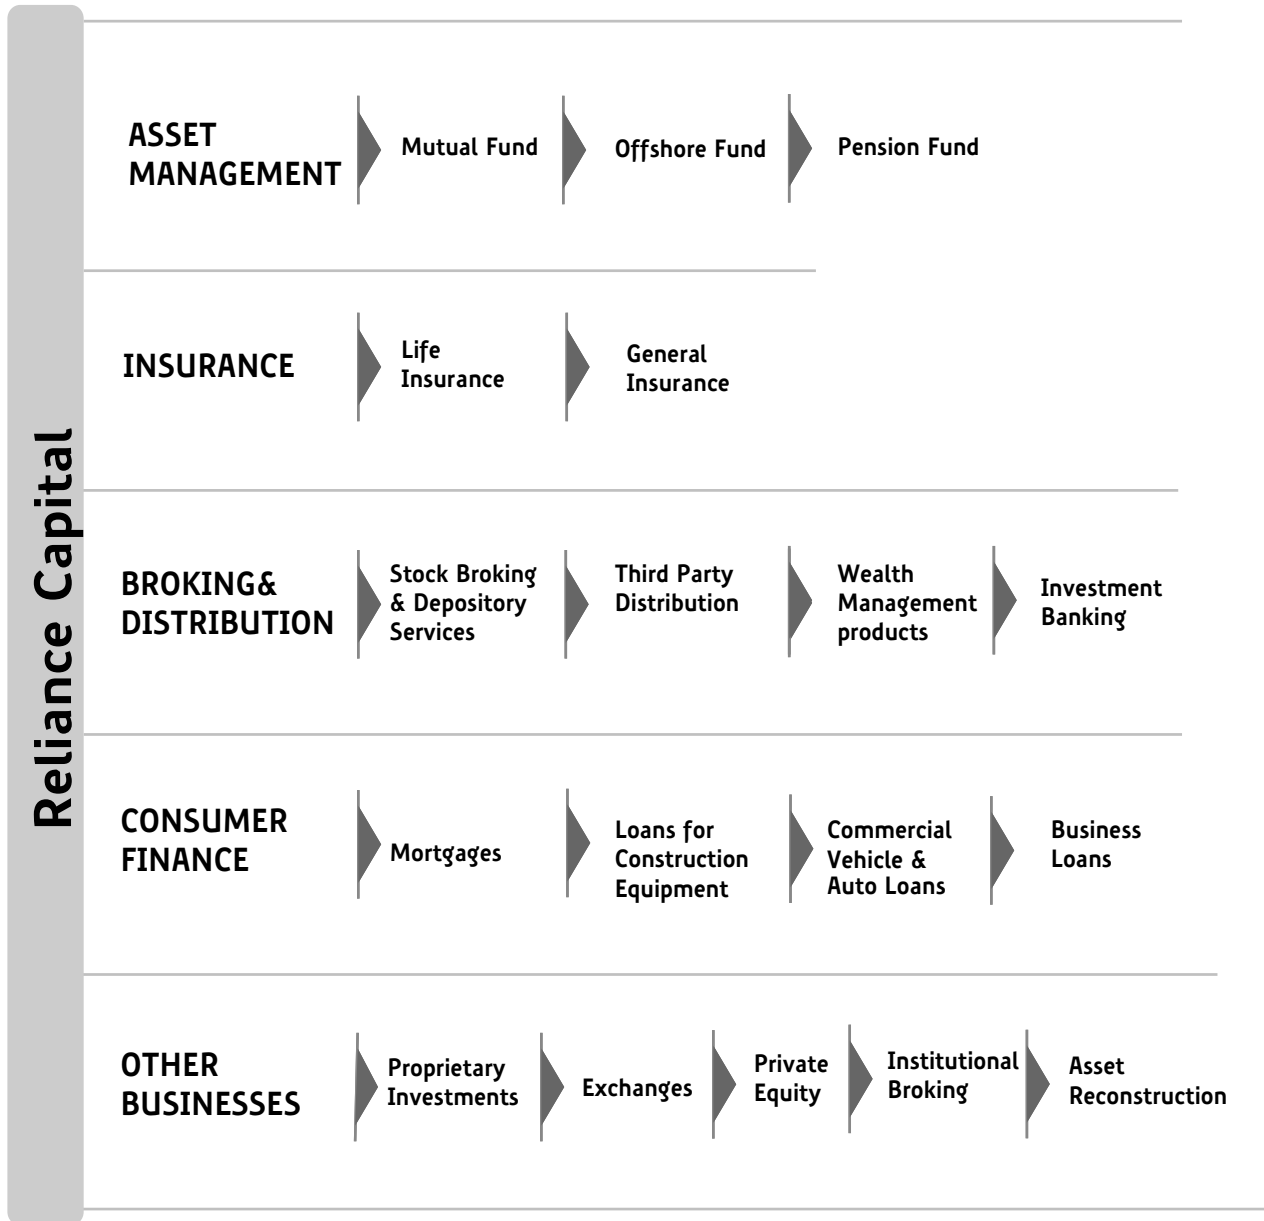 Reliance Capital
ASSET
MANAGEMENT
Mutual Fund
Offshore Fund
Pension Fund
INSURANCE
Life
Insurance
General
Insurance
BROKING&
DISTRIBUTION
Stock Broking
& Depository
Services
Third Party
Distribution
Wealth
Management
products
Investment
Banking
CONSUMER
FINANCE
Mortgages
Loans for
Construction
Equipment
Commercial
Vehicle &
Auto Loans
Business
Loans
OTHER
BUSINESSES
Proprietary
Investments
Exchanges
Private
Equity
Institutional
Broking
Asset
Reconstruction